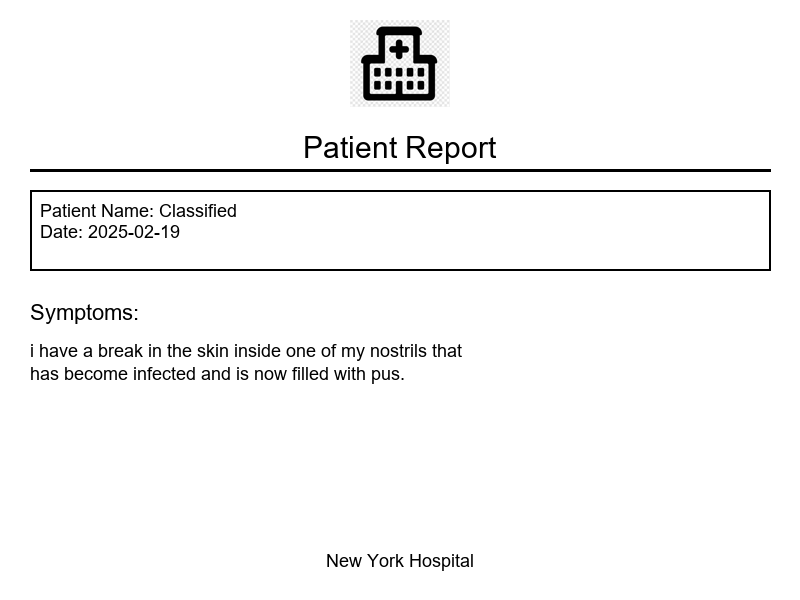 Patient Report
Patient Name: Classified
Date: 2025-02-19
Symptoms:
i have a break in the skin inside one of my nostrils that
has become infected and is now filled with pus.
New York Hospital